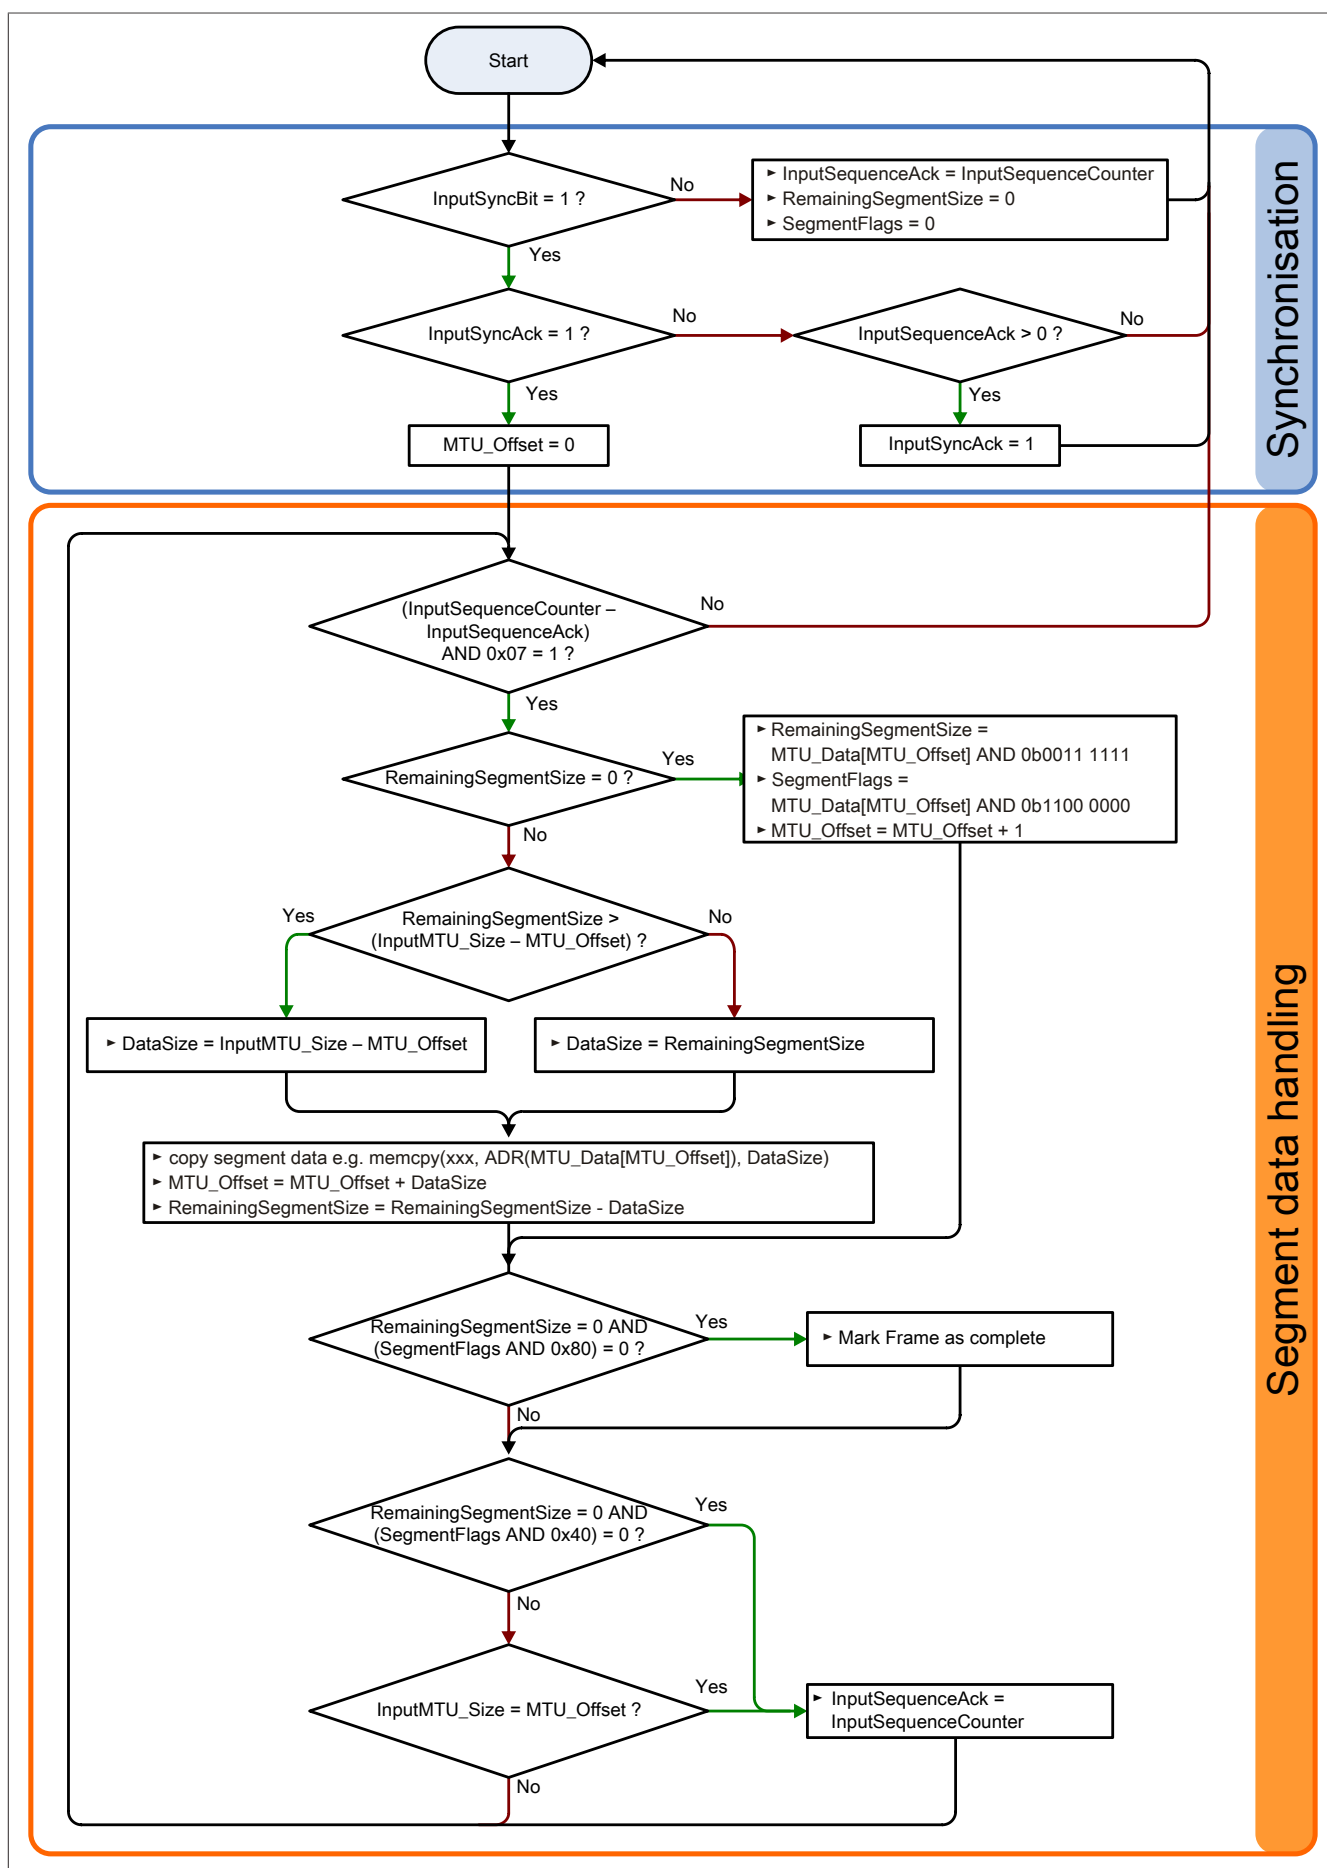 Start
InputSyncBit = 1 ?
No
► InputSequenceAck = InputSequenceCounter
► RemainingSegmentSize = 0
► SegmentFlags = 0
Yes
InputSyncAck = 1 ?
No
InputSequenceAck > 0 ?
No
Yes
Yes
MTU_Offset = 0
InputSyncAck = 1
Synchronisation
(InputSequenceCounter –
InputSequenceAck)
AND 0x07 = 1 ?
No
Yes
RemainingSegmentSize = 0 ?
Yes
► RemainingSegmentSize =
MTU_Data[MTU_Offset] AND 0b0011 1111
► SegmentFlags =
MTU_Data[MTU_Offset] AND 0b1100 0000
► MTU_Offset = MTU_Offset + 1
No
RemainingSegmentSize >
(InputMTU_Size – MTU_Offset) ?
Yes
No
► DataSize = InputMTU_Size – MTU_Offset
► DataSize = RemainingSegmentSize
► copy segment data e.g. memcpy(xxx, ADR(MTU_Data[MTU_Offset]), DataSize)
► MTU_Offset = MTU_Offset + DataSize
► RemainingSegmentSize = RemainingSegmentSize - DataSize
RemainingSegmentSize = 0 AND
(SegmentFlags AND 0x80) = 0 ?
Yes
► Mark Frame as complete
No
RemainingSegmentSize = 0 AND
(SegmentFlags AND 0x40) = 0 ?
Yes
No
InputMTU_Size = MTU_Offset ?
Yes
► InputSequenceAck =
InputSequenceCounter
No
Segment data handling